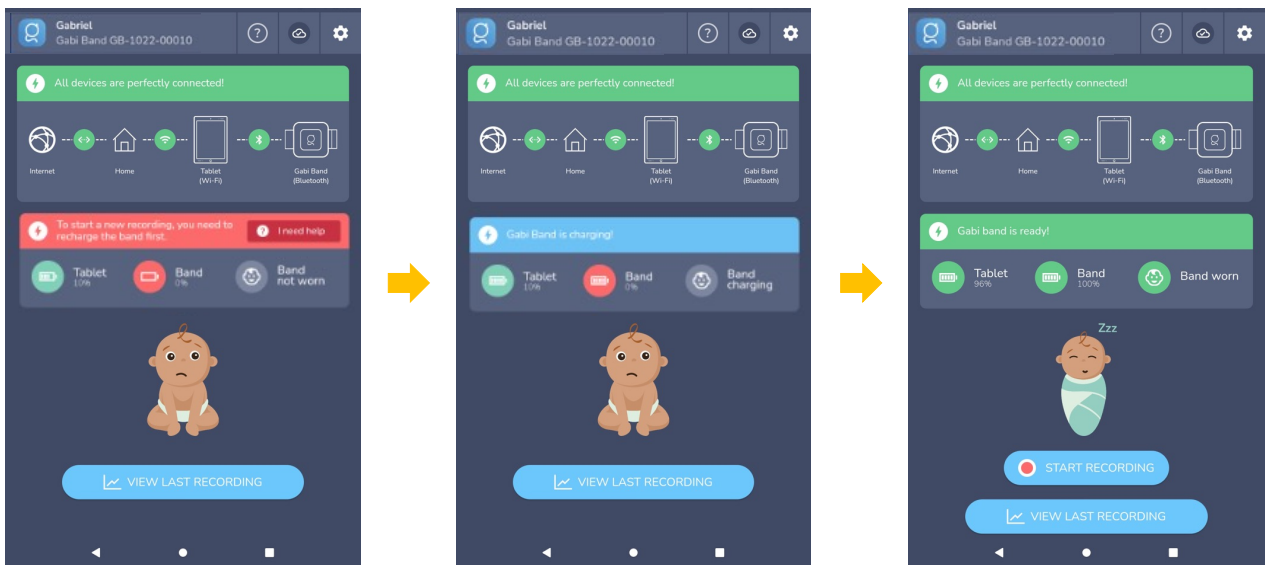 Gabriel
Gabi Band GB-1022-00010
?
All devices are perfectly connected!
Internet
Home
Tablet
(Wi-Fi)
Gabi Band
(Bluetooth)
To start a new recording, you need to
recharge the band first.
? I need help
Tablet
10%
Band
0%
Band
not worn
VIEW LAST RECORDING
Gabriel
Gabi Band GB-1022-00010
?
All devices are perfectly connected!
Internet
Home
Tablet
(Wi-Fi)
Gabi Band
(Bluetooth)
Gabi Band is charging!
Tablet
10%
Band
0%
Band
charging
VIEW LAST RECORDING
Gabriel
Gabi Band GB-1022-00010
?
All devices are perfectly connected!
Internet
Home
Tablet
(Wi-Fi)
Gabi Band
(Bluetooth)
Gabi band is ready!
Tablet
96%
Band
100%
Band worn
Zzz
START RECORDING
VIEW LAST RECORDING